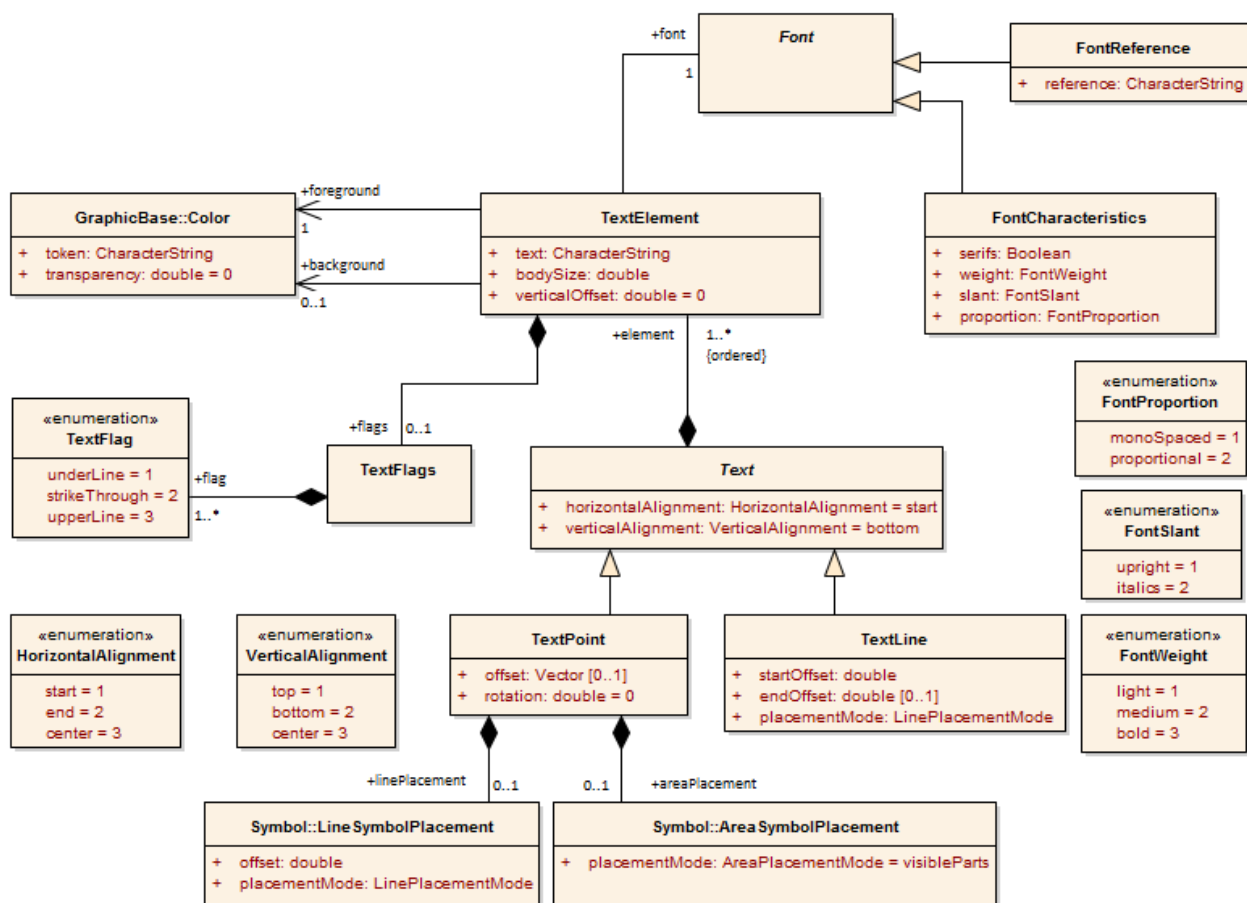 Font
+font
1
FontReference
+ reference: CharacterString
GraphicBase::Color
+ token: CharacterString
+ transparency: double = 0
+foreground
1
+background
0..1
TextElement
+ text: CharacterString
+ bodySize: double
+ verticalOffset: double = 0
FontCharacteristics
+ serifs: Boolean
+ weight: FontWeight
+ slant: FontSlant
+ proportion: FontProportion
+element
1..*
{ordered}
«enumeration»
TextFlag
underLine = 1
strikeThrough = 2
upperLine = 3
+flag
1..*
+flags
0..1
TextFlags
Text
+ horizontalAlignment: HorizontalAlignment = start
+ verticalAlignment: VerticalAlignment = bottom
«enumeration»
FontProportion
monoSpaced = 1
proportional = 2
«enumeration»
FontSlant
upright = 1
italics = 2
«enumeration»
HorizontalAlignment
start = 1
end = 2
center = 3
«enumeration»
VerticalAlignment
top = 1
bottom = 2
center = 3
TextPoint
+ offset: Vector [0..1]
+ rotation: double = 0
TextLine
+ startOffset: double
+ endOffset: double [0..1]
+ placementMode: LinePlacementMode
«enumeration»
FontWeight
light = 1
medium = 2
bold = 3
+linePlacement
0..1
0..1
+areaPlacement
Symbol::LineSymbolPlacement
+ offset: double
+ placementMode: LinePlacementMode
Symbol::AreaSymbolPlacement
+ placementMode: AreaPlacementMode = visibleParts